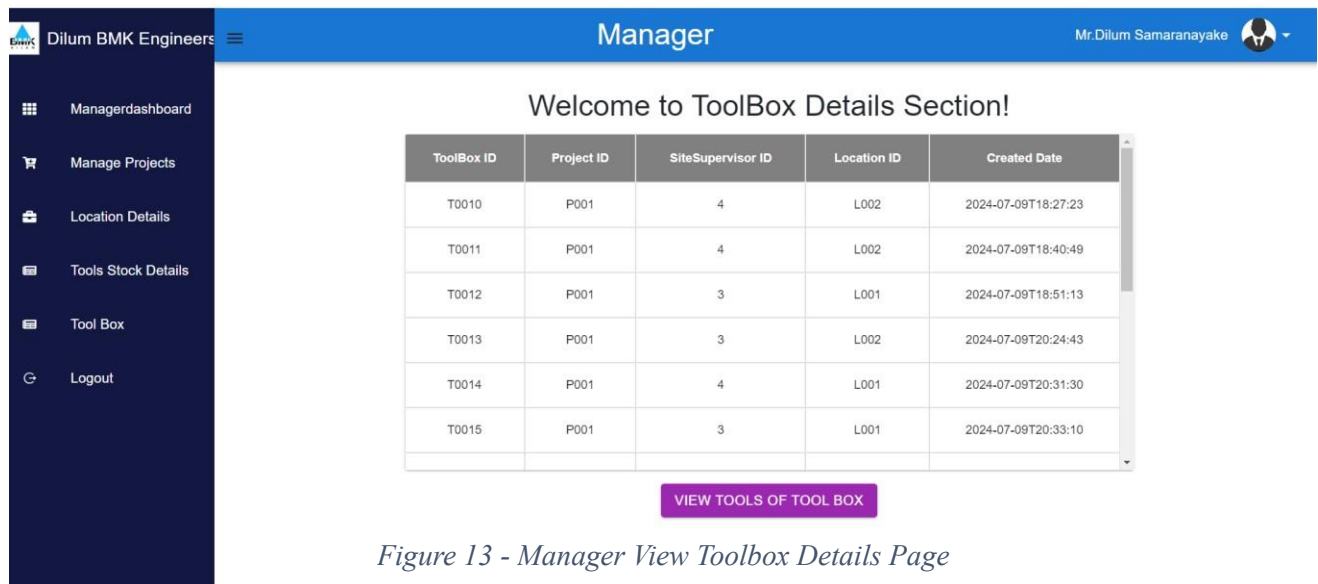 BMK
Dilum BMK Engineers
Manager
Mr.Dilum Samaranayake
Managerdashboard
Manage Projects
Location Details
Tools Stock Details
Tool Box
Logout
Welcome to ToolBox Details Section!
ToolBox ID Project ID SiteSupervisor ID Location ID Created Date
T0010 P001 4 L002 2024-07-09T18:27:23
T0011 P001 4 L002 2024-07-09T18:40:49
T0012 P001 3 L001 2024-07-09T18:51:13
T0013 P001 3 L002 2024-07-09T20:24:43
T0014 P001 4 L001 2024-07-09T20:31:30
T0015 P001 3 L001 2024-07-09T20:33:10
VIEW TOOLS OF TOOL BOX
Figure 13 - Manager View Toolbox Details Page